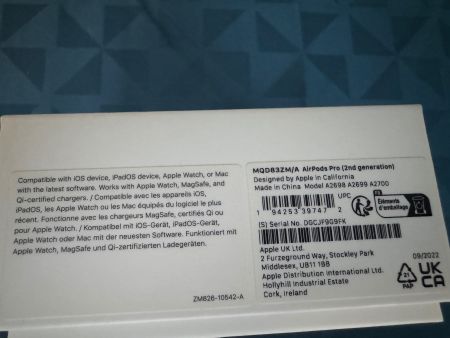 Compatible with iOS device, iPadOS device, Apple Watch, or Mac
with the latest software. Works with Apple Watch, MagSafe, and
Qi-certified chargers. / Compatible avec les appareils iOS,
iPadOS, les Apple Watch ou les Mac équipés du logiciel le plus
récent. Fonctionne avec les chargeurs MagSafe, certifiés Qi ou
pour Apple Watch. / Kompatibel mit iOS-Gerät, iPadOS-Gerät,
Apple Watch oder Mac mit der neuesten Software. Funktioniert mit
Apple Watch, MagSafe und Qi-zertifizierten Ladegeräten.
ZM626-10542-A
MQD83ZM/A AirPods Pro (2nd generation)
Designed by Apple in California
Made in China Model A2698 A2699 A2700
UPC
1 94253 39747 2
FR
Éléments
d'emballage
(S) Serial No. DGCJF9G9FK
Apple UK Ltd.
2 Furzeground Way, Stockley Park
Middlesex, UB11 1BB
Apple Distribution International Ltd.
Hollyhill Industrial Estate
Cork, Ireland
09/2022
21
PAP
UK
CA